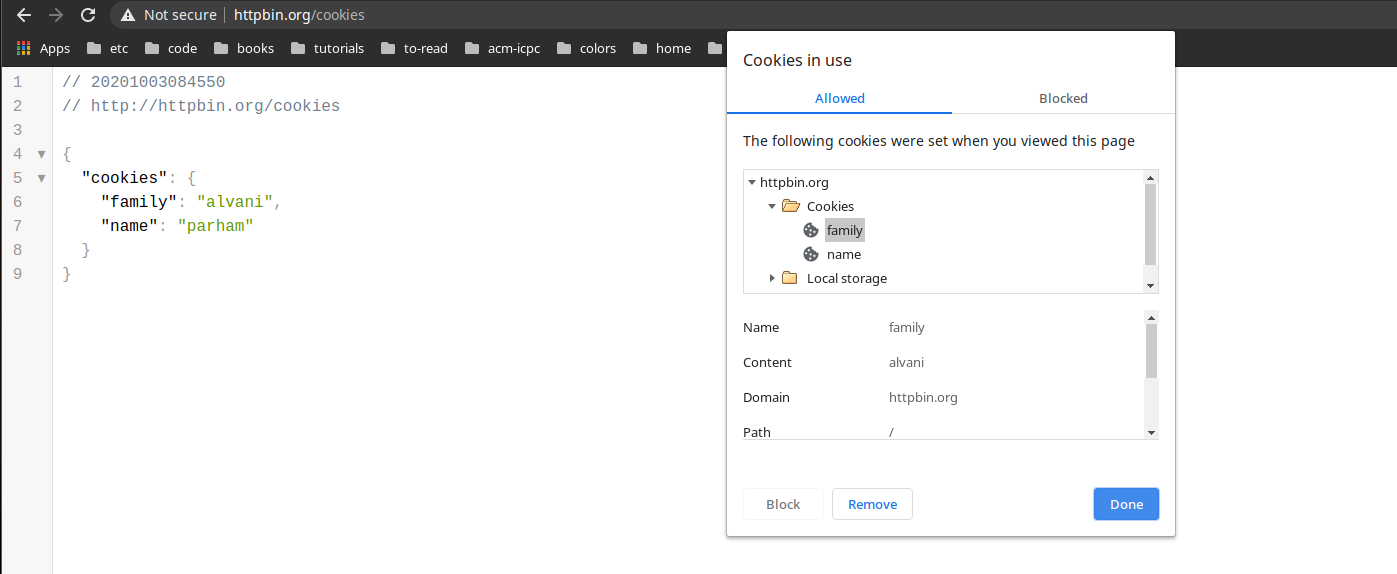 Not secure | httpbin.org/cookies
Apps etc code books tutorials to-read acm-icpc colors home
1 // 20201003084550
2 // http://httpbin.org/cookies
3
4 {
5 "cookies": {
6 "family": "alvani",
7 "name": "parham"
8 }
9 }
Cookies in use
Allowed Blocked
The following cookies were set when you viewed this page
httpbin.org
Cookies
family
name
Local storage
Name family
Content alvani
Domain httpbin.org
Path /
Block Remove Done